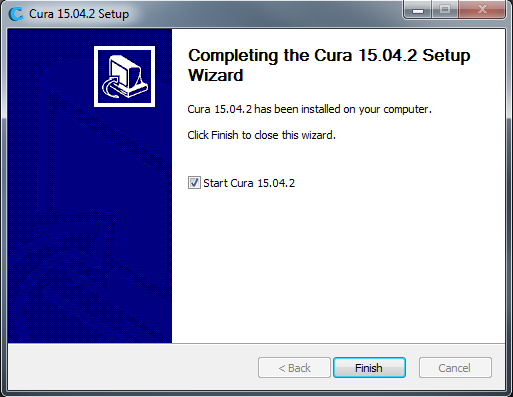 Cura 15.04.2 Setup
Completing the Cura 15.04.2 Setup
Wizard
Cura 15.04.2 has been installed on your computer.
Click Finish to close this wizard.
Start Cura 15.04.2
< Back
Finish
Cancel